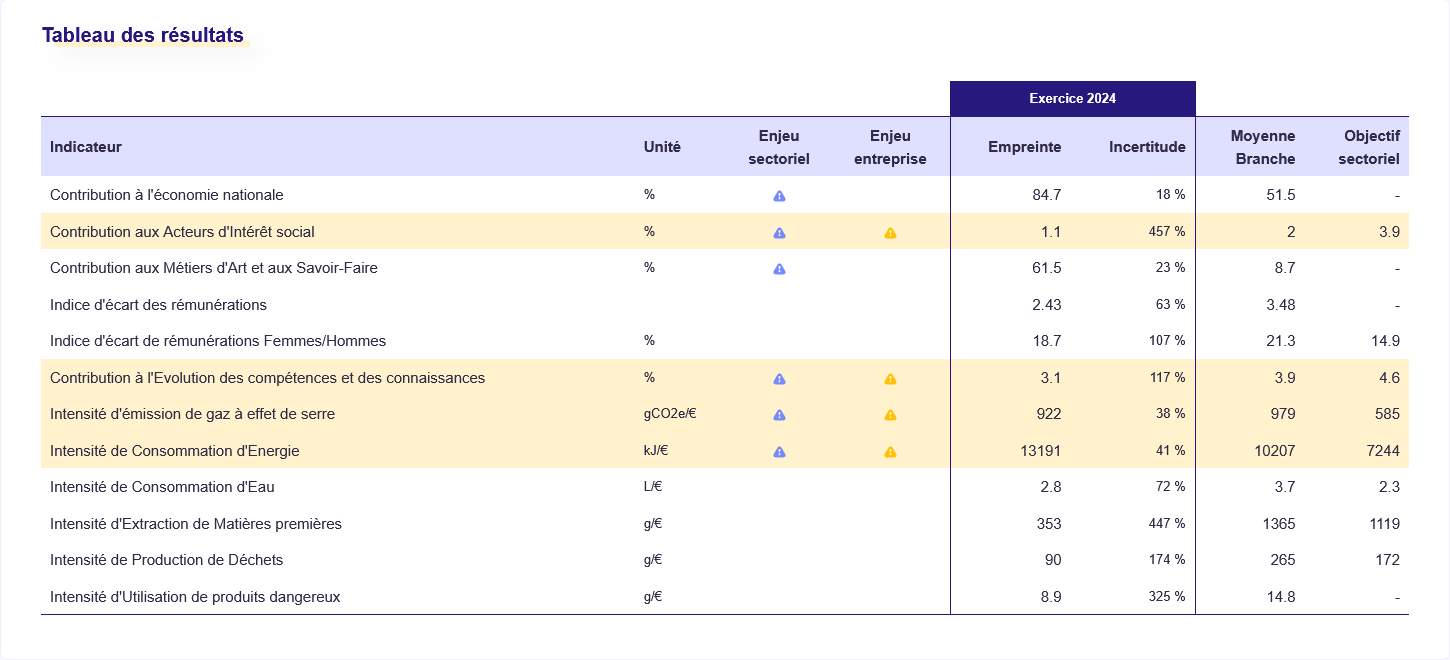 Tableau des résultats
Exercice 2024
Indicateur Unité Enjeu sectoriel Enjeu entreprise Empreinte Incertitude Moyenne Branche Objectif sectoriel
Contribution à l'économie nationale % 84.7 18 % 51.5 -
Contribution aux Acteurs d'Intérêt social % 1.1 457 % 2 3.9
Contribution aux Métiers d'Art et aux Savoir-Faire % 61.5 23 % 8.7 -
Indice d'écart des rémunérations 2.43 63 % 3.48 -
Indice d'écart de rémunérations Femmes/Hommes % 18.7 107 % 21.3 14.9
Contribution à l'Evolution des compétences et des connaissances % 3.1 117 % 3.9 4.6
Intensité d'émission de gaz à effet de serre gCO2e/€ 922 38 % 979 585
Intensité de Consommation d'Energie kJ/€ 13191 41 % 10207 7244
Intensité de Consommation d'Eau L/€ 2.8 72 % 3.7 2.3
Intensité d'Extraction de Matières premières g/€ 353 447 % 1365 1119
Intensité de Production de Déchets g/€ 90 174 % 265 172
Intensité d'Utilisation de produits dangereux g/€ 8.9 325 % 14.8 -